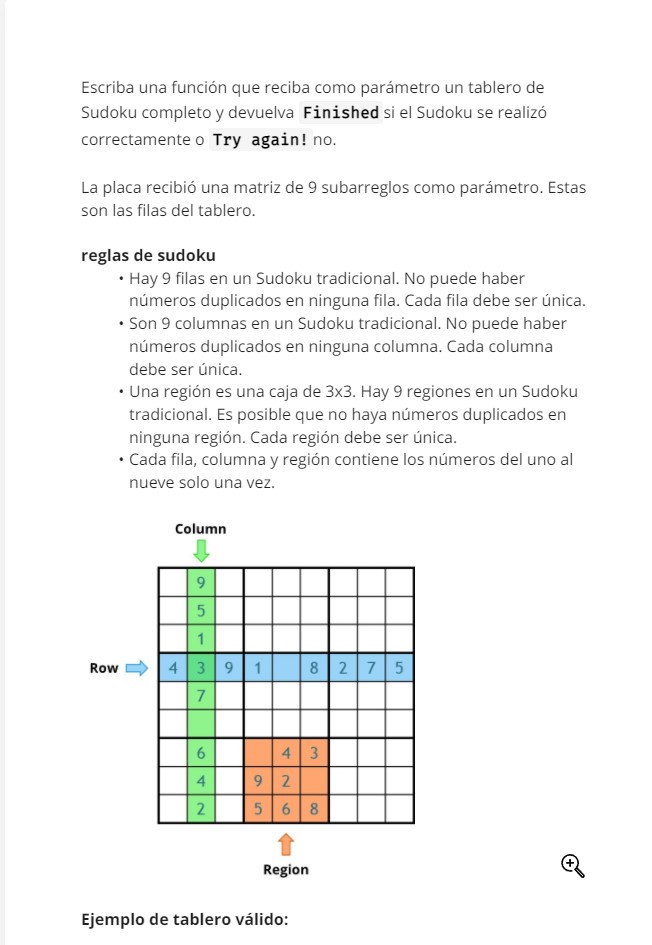 Escriba una función que reciba como parámetro un tablero de
Sudoku completo y devuelva Finished si el Sudoku se realizó
correctamente o Try again! no.
La placa recibió una matriz de 9 subarreglos como parámetro. Estas
son las filas del tablero.
reglas de sudoku
• Hay 9 filas en un Sudoku tradicional. No puede haber
números duplicados en ninguna fila. Cada fila debe ser única.
• Son 9 columnas en un Sudoku tradicional. No puede haber
números duplicados en ninguna columna. Cada columna
debe ser única.
• Una región es una caja de 3x3. Hay 9 regiones en un Sudoku
tradicional. Es posible que no haya números duplicados en
ninguna región. Cada región debe ser única.
• Cada fila, columna y región contiene los números del uno al
nueve solo una vez.
Column
9
5
1
Row 4 3 9 1 8 2 7 5
7
6 4 3
4 9 2
2 5 6 8
Region
Ejemplo de tablero válido: